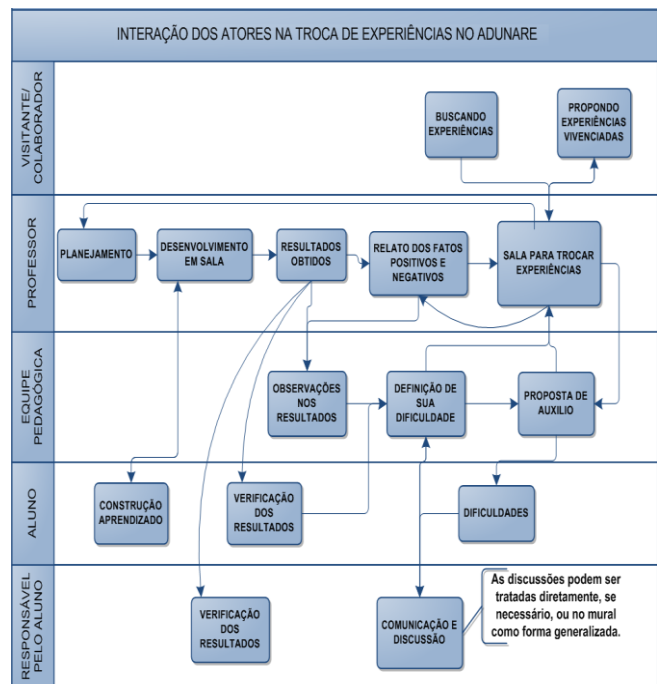 INTERAÇÃO DOS ATORES NA TROCA DE EXPERIÊNCIAS NO ADUNARE
VISITANTE/
COLABORADOR
BUSCANDO
EXPERIÊNCIAS
PROPONDO
EXPERIÊNCIAS
VIVENCIADAS
PROFESSOR
PLANEJAMENTO
DESENVOLVIMENTO
EM SALA
RESULTADOS
OBTIDOS
RELATO DOS FATOS
POSITIVOS E
NEGATIVOS
SALA PARA TROCAR
EXPERIÊNCIAS
EQUIPE
PEDAGÓGICA
OBSERVAÇÕES
NOS
RESULTADOS
DEFINIÇÃO DE
SUA
DIFICULDADE
PROPOSTA DE
AUXILIO
ALUNO
CONSTRUÇÃO
APRENDIZADO
VERIFICAÇÃO
DOS
RESULTADOS
DIFICULDADES
RESPONSÁVEL
PELO ALUNO
VERIFICAÇÃO
DOS
RESULTADOS
COMUNICAÇÃO E
DISCUSSÃO
As discussões podem ser
tratadas diretamente, se
necessário, ou no mural
como forma generalizada.